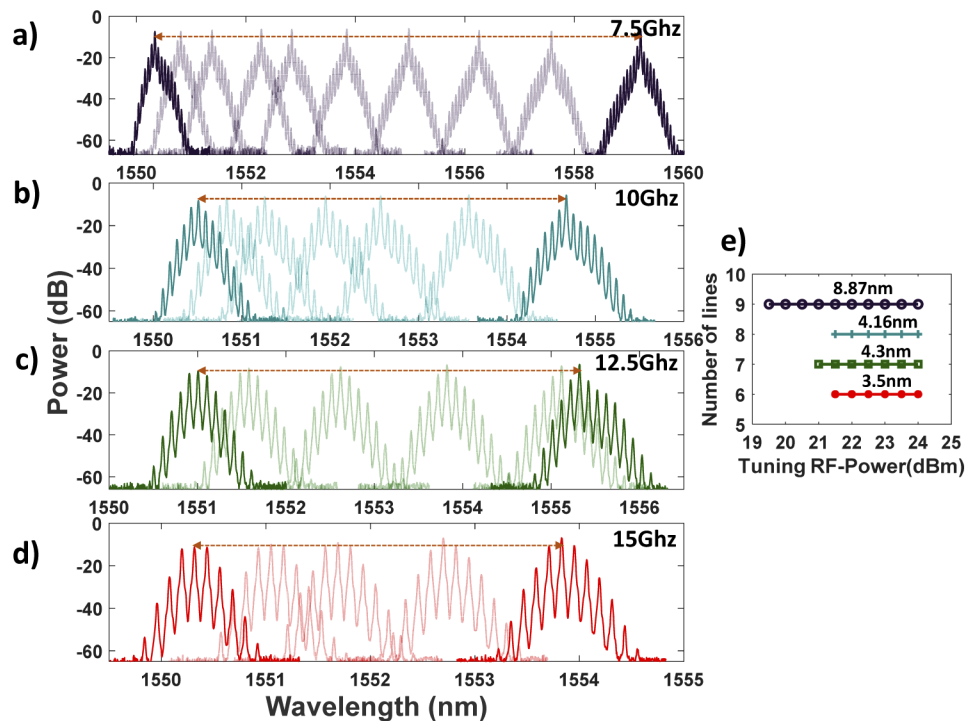 a)
7.5Ghz
0
-20
-40
-60
1550 1552 1554 1556 1558 1560
b)
10Ghz
0
-20
-40
-60
1550 1551 1552 1553 1554 1555 1556
c)
12.5Ghz
0
-20
-40
-60
1550 1551 1552 1553 1554 1555 1556
d)
15Ghz
0
-20
-40
-60
1550 1551 1552 1553 1554 1555
Power (dB)
Wavelength (nm)
e)
10
9
8
7
6
5
Number of lines
8.87nm
4.16nm
4.3nm
3.5nm
19 20 21 22 23 24 25
Tuning RF-Power(dBm)